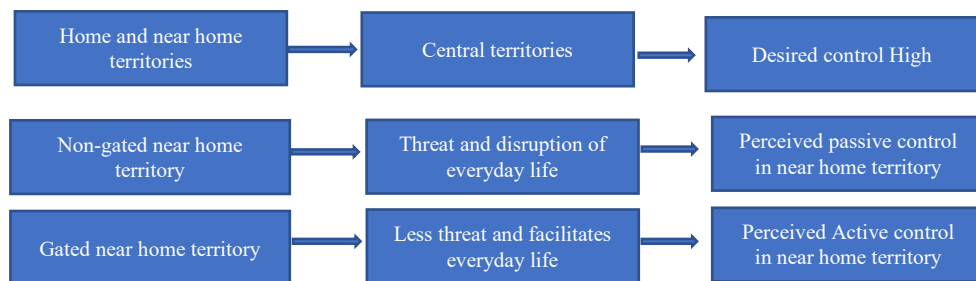 Home and near home
territories
Central territories
Desired control High
Non-gated near home
territory
Threat and disruption of
everyday life
Perceived passive control
in near home territory
Gated near home territory
Less threat and facilitates
everyday life
Perceived Active control
in near home territory